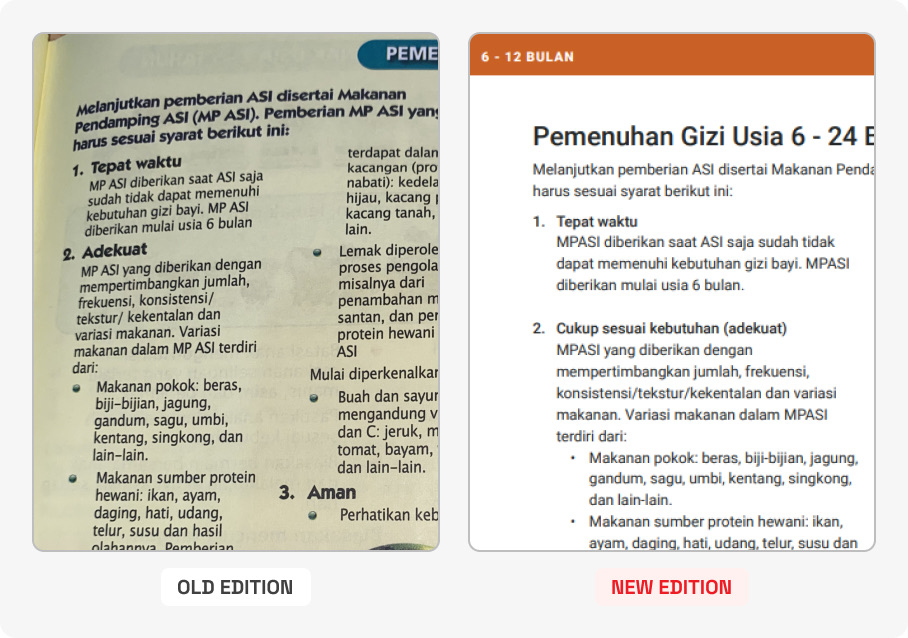 PEME
Melanjutkan pemberian ASI disertai Makanan
Pendamping ASI (MP ASI). Pemberian MP ASI yang
harus sesuai syarat berikut ini:
1. Tepat waktu
MP ASI diberikan saat ASI saja
sudah tidak dapat memenuhi
kebutuhan gizi bayi. MP ASI
diberikan mulai usia 6 bulan
2. Adekuat
MP ASI yang diberikan dengan
mempertimbangkan jumlah,
frekuensi, konsistensi/
tekstur/ kekentalan dan
variasi makanan. Variasi
makanan dalam MP ASI terdiri
dari:
Makanan pokok: beras,
biji-bijian, jagung,
gandum, sagu, umbi,
kentang, singkong, dan
lain-lain.
Makanan sumber protein
hewani: ikan, ayam,
daging, hati, udang,
telur, susu dan hasil
olahannya. Pemberian
terdapat dalam
kacangan (pro
nabati): kedela
hijau, kacang
kacang tanah,
lain.
Lemak diperole
proses pengola
misalnya dari
penambahan m
santan, dan per
protein hewani
ASI
Mulai diperkenalkar
Buah dan sayur
mengandung v
dan C: jeruk, m
tomat, bayam,
dan lain-lain.
3. Aman
Perhatikan keb
OLD EDITION
6 - 12 BULAN
Pemenuhan Gizi Usia 6 - 24 B
Melanjutkan pemberian ASI disertai Makanan Penda
harus sesuai syarat berikut ini:
1. Tepat waktu
MPASI diberikan saat ASI saja sudah tidak
dapat memenuhi kebutuhan gizi bayi. MPASI
diberikan mulai usia 6 bulan.
2. Cukup sesuai kebutuhan (adekuat)
MPASI yang diberikan dengan
mempertimbangkan jumlah, frekuensi,
konsistensi/tekstur/kekentalan dan variasi
makanan. Variasi makanan dalam MPASI
terdiri dari:
• Makanan pokok: beras, biji-bijian, jagung,
gandum, sagu, umbi, kentang, singkong,
dan lain-lain.
• Makanan sumber protein hewani: ikan,
ayam, daging, hati, udang, telur, susu dan
NEW EDITION